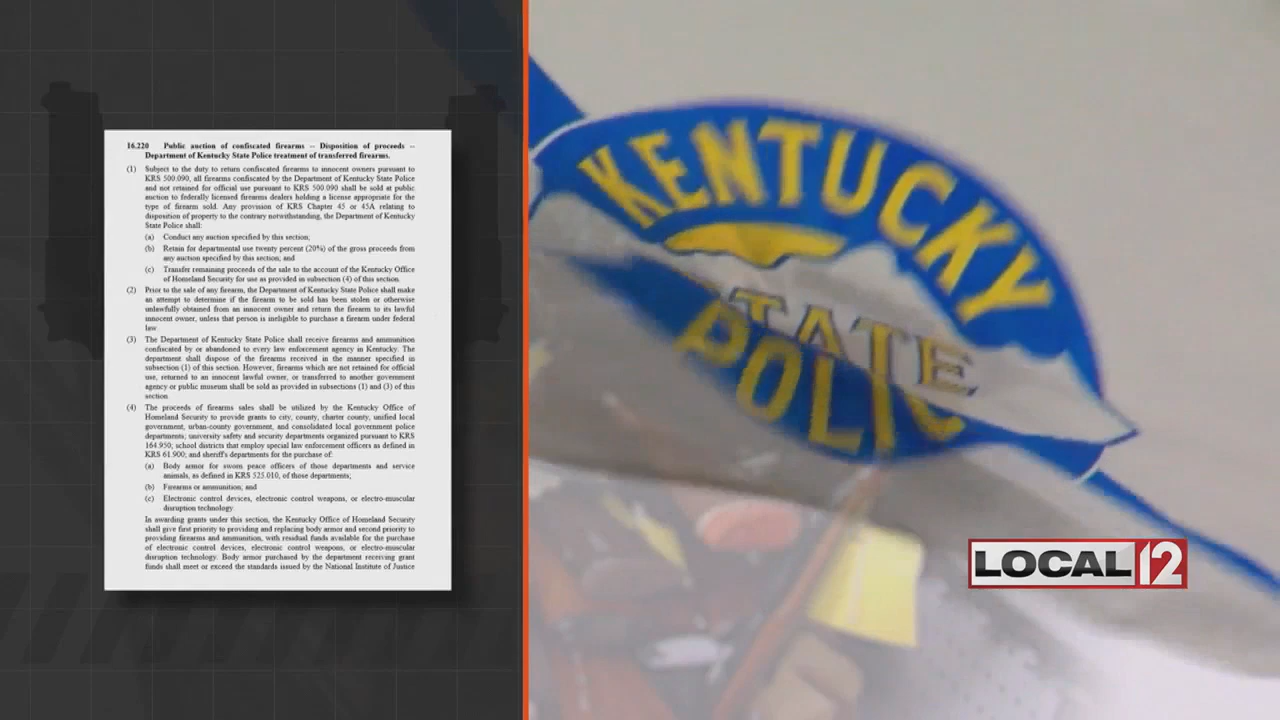 16.220 Public auction of confiscated firearms -- Disposition of proceeds --
Department of Kentucky State Police treatment of transferred firearms.
(1) Subject to the duty to return confiscated firearms to innocent owners pursuant to
KRS 500.090, all firearms confiscated by the Department of Kentucky State Police
and not retained for official use pursuant to KRS 500.090 shall be sold at public
auction to federally licensed firearms dealers holding a license appropriate for the
type of firearm sold. Any provision of KRS Chapter 45 or 45A relating to
disposition of property to the contrary notwithstanding, the Department of Kentucky
State Police shall:
(a) Conduct any auction specified by this section;
(b) Retain for departmental use twenty percent (20%) of the gross proceeds from
any auction specified by this section; and
(c) Transfer remaining proceeds of the sale to the account of the Kentucky Office
of Homeland Security for use as provided in subsection (4) of this section.
(2) Prior to the sale of any firearm, the Department of Kentucky State Police shall make
an attempt to determine if the firearm to be sold has been stolen or otherwise
unlawfully obtained from an innocent owner and return the firearm to its lawful
innocent owner, unless that person is ineligible to purchase a firearm under federal
law.
(3) The Department of Kentucky State Police shall receive firearms and ammunition
confiscated by or abandoned to every law enforcement agency in Kentucky. The
department shall dispose of the firearms received in the manner specified in
subsection (1) of this section. However, firearms which are not retained for official
use, returned to an innocent lawful owner, or transferred to another government
agency or public museum shall be sold as provided in subsections (1) and (3) of this
section.
(4) The proceeds of firearms sales shall be utilized by the Kentucky Office of
Homeland Security to provide grants to city, county, charter county, unified local
government, urban-county government, and consolidated local government police
departments; university safety and security departments organized pursuant to KRS
164.950; school districts that employ special law enforcement officers as defined in
KRS 61.900; and sheriff's departments for the purchase of:
(a) Body armor for sworn peace officers of those departments and service
animals, as defined in KRS 525.010, of those departments;
(b) Firearms or ammunition; and
(c) Electronic control devices, electronic control weapons, or electro-muscular
disruption technology.
In awarding grants under this section, the Kentucky Office of Homeland Security
shall give first priority to providing and replacing body armor and second priority to
providing firearms and ammunition, with residual funds available for the purchase
of electronic control devices, electronic control weapons, or electro-muscular
disruption technology. Body armor purchased by the department receiving grant
funds shall meet or exceed the standards issued by the National Institute of Justice
KENTUCKY
STATE
POLIC
LOCAL 12